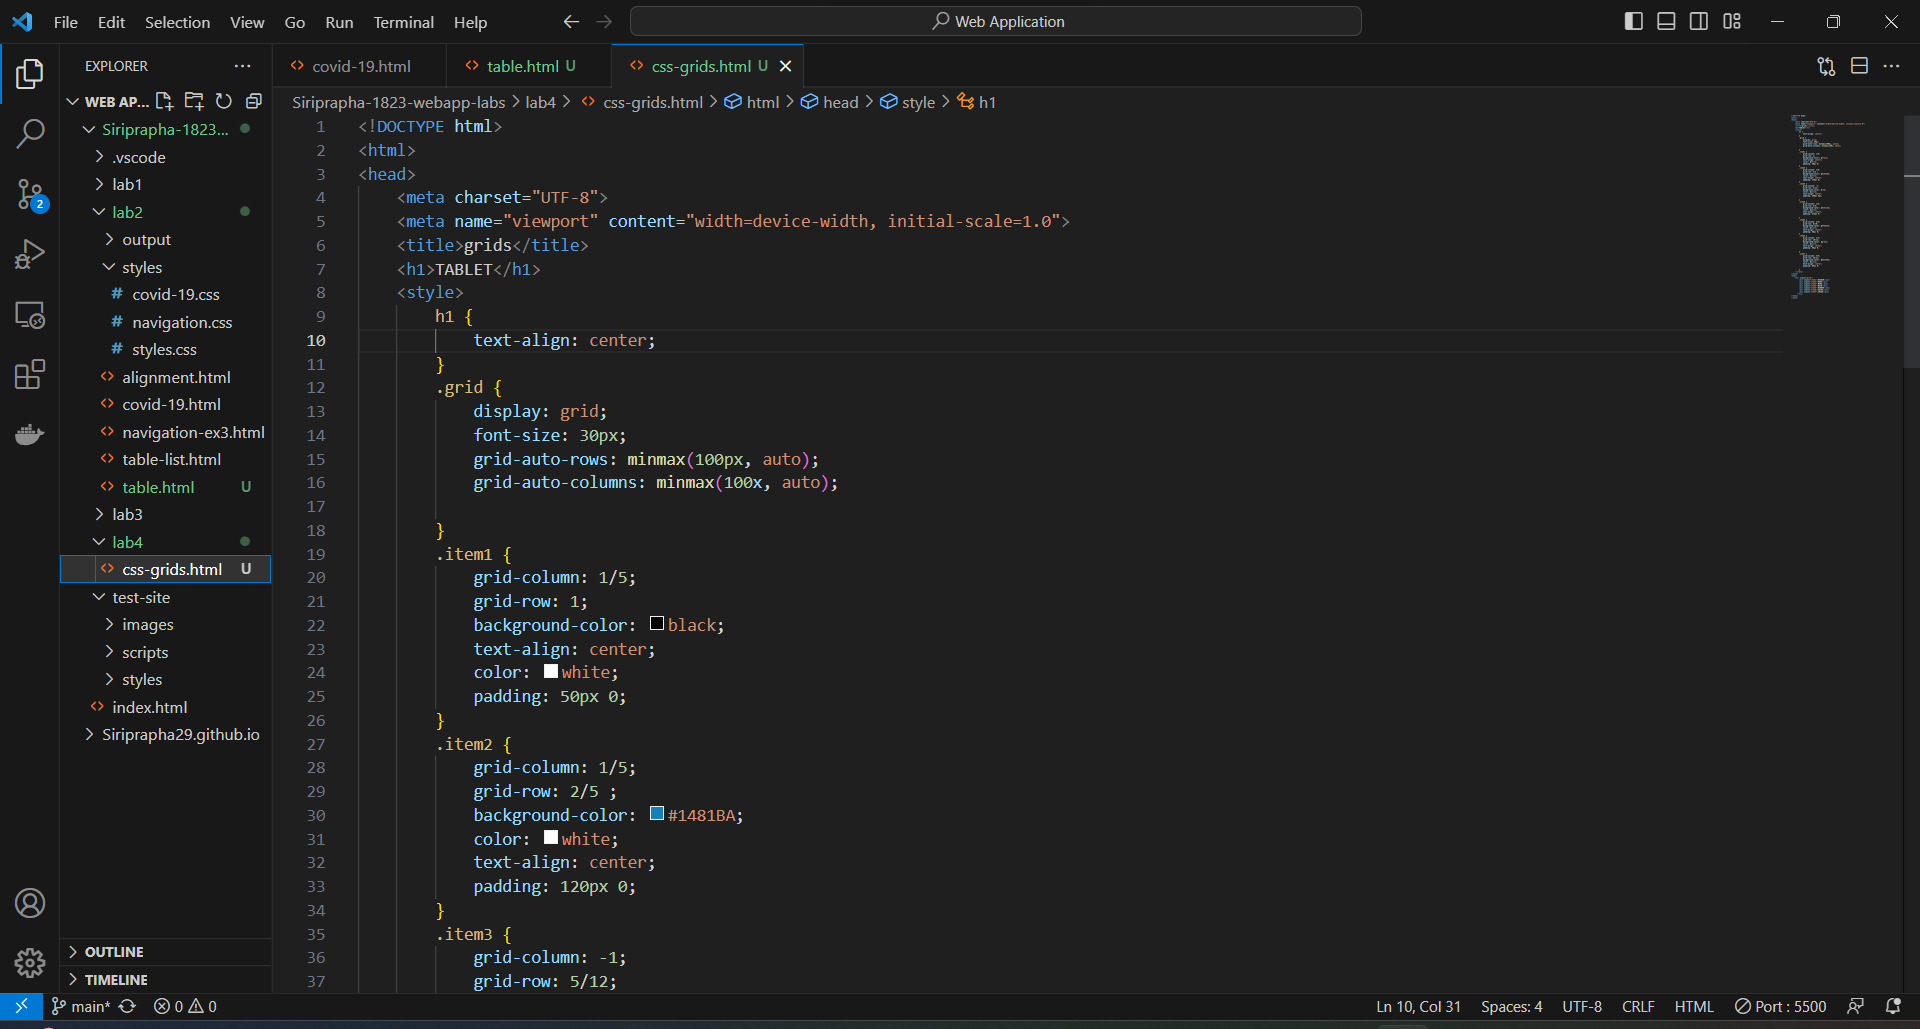 File Edit Selection View Go Run Terminal Help
Web Application
EXPLORER
covid-19.html
table.html U
css-grids.html U
WEB AP...
Siriprapha-1823-webapp-labs > lab4 > css-grids.html > html > head > style > h1
Siriprapha-1823...
.vscode
lab1
lab2
output
styles
# covid-19.css
# navigation.css
# styles.css
alignment.html
covid-19.html
navigation-ex3.html
table-list.html
table.html U
lab3
lab4
css-grids.html U
test-site
images
scripts
styles
index.html
Siriprapha29.github.io
OUTLINE
TIMELINE
2
1 <!DOCTYPE html>
2 <html>
3 <head>
4 <meta charset="UTF-8">
5 <meta name="viewport" content="width=device-width, initial-scale=1.0">
6 <title>grids</title>
7 <h1>TABLET</h1>
8 <style>
9 h1 {
10 text-align: center;
11 }
12 .grid {
13 display: grid;
14 font-size: 30px;
15 grid-auto-rows: minmax(100px, auto);
16 grid-auto-columns: minmax(100x, auto);
17
18 }
19 .item1 {
20 grid-column: 1/5;
21 grid-row: 1;
22 background-color: black;
23 text-align: center;
24 color: white;
25 padding: 50px 0;
26 }
27 .item2 {
28 grid-column: 1/5;
29 grid-row: 2/5 ;
30 background-color: #1481BA;
31 color: white;
32 text-align: center;
33 padding: 120px 0;
34 }
35 .item3 {
36 grid-column: -1;
37 grid-row: 5/12;
main* 0 0
Ln 10, Col 31 Spaces: 4 UTF-8 CRLF HTML Port : 5500